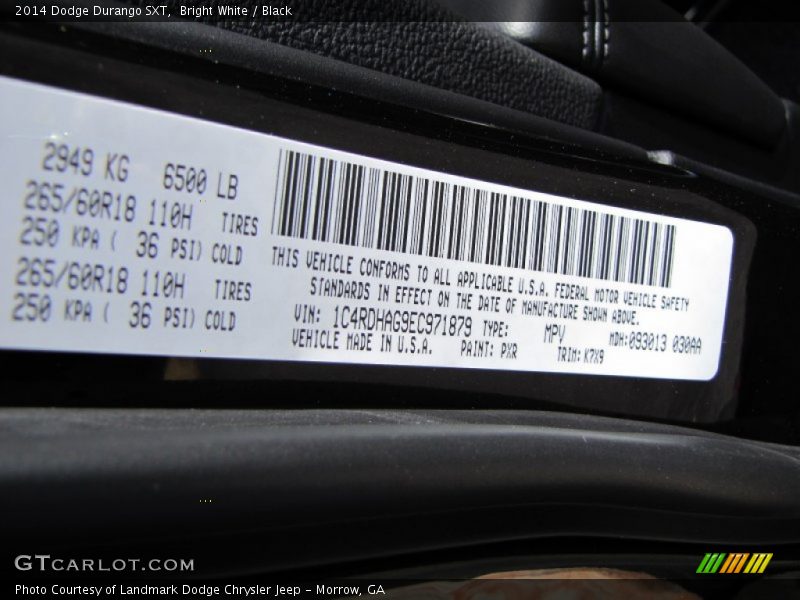 2014 Dodge Durango SXT,  Bright White / Black
2949 KG 6500 LB
265/60R18 110H TIRES
250 KPA ( 36 PSI) COLD
265/60R18 110H TIRES
250 KPA ( 36 PSI) COLD
THIS VEHICLE CONFORMS TO ALL APPLICABLE U.S.A. FEDERAL MOTOR VEHICLE SAFETY
STANDARDS IN EFFECT ON THE DATE OF MANUFACTURE SHOWN ABOVE.
VIN: 1C4RDHAG9EC971879 TYPE: MPV MDH:093013 030AA
VEHICLE MADE IN U.S.A. PAINT: PXR TRIM: K7X9
GTCARLOT.COM
Photo Courtesy of Landmark Dodge Chrysler Jeep - Morrow, GA